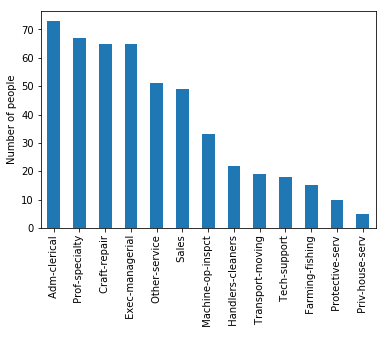 Number of people
70
60
50
40
30
20
10
0
Adm-clerical
Prof-specialty
Craft-repair
Exec-managerial
Other-service
Sales
Machine-op-inspct
Handlers-cleaners
Transport-moving
Tech-support
Farming-fishing
Protective-serv
Priv-house-serv